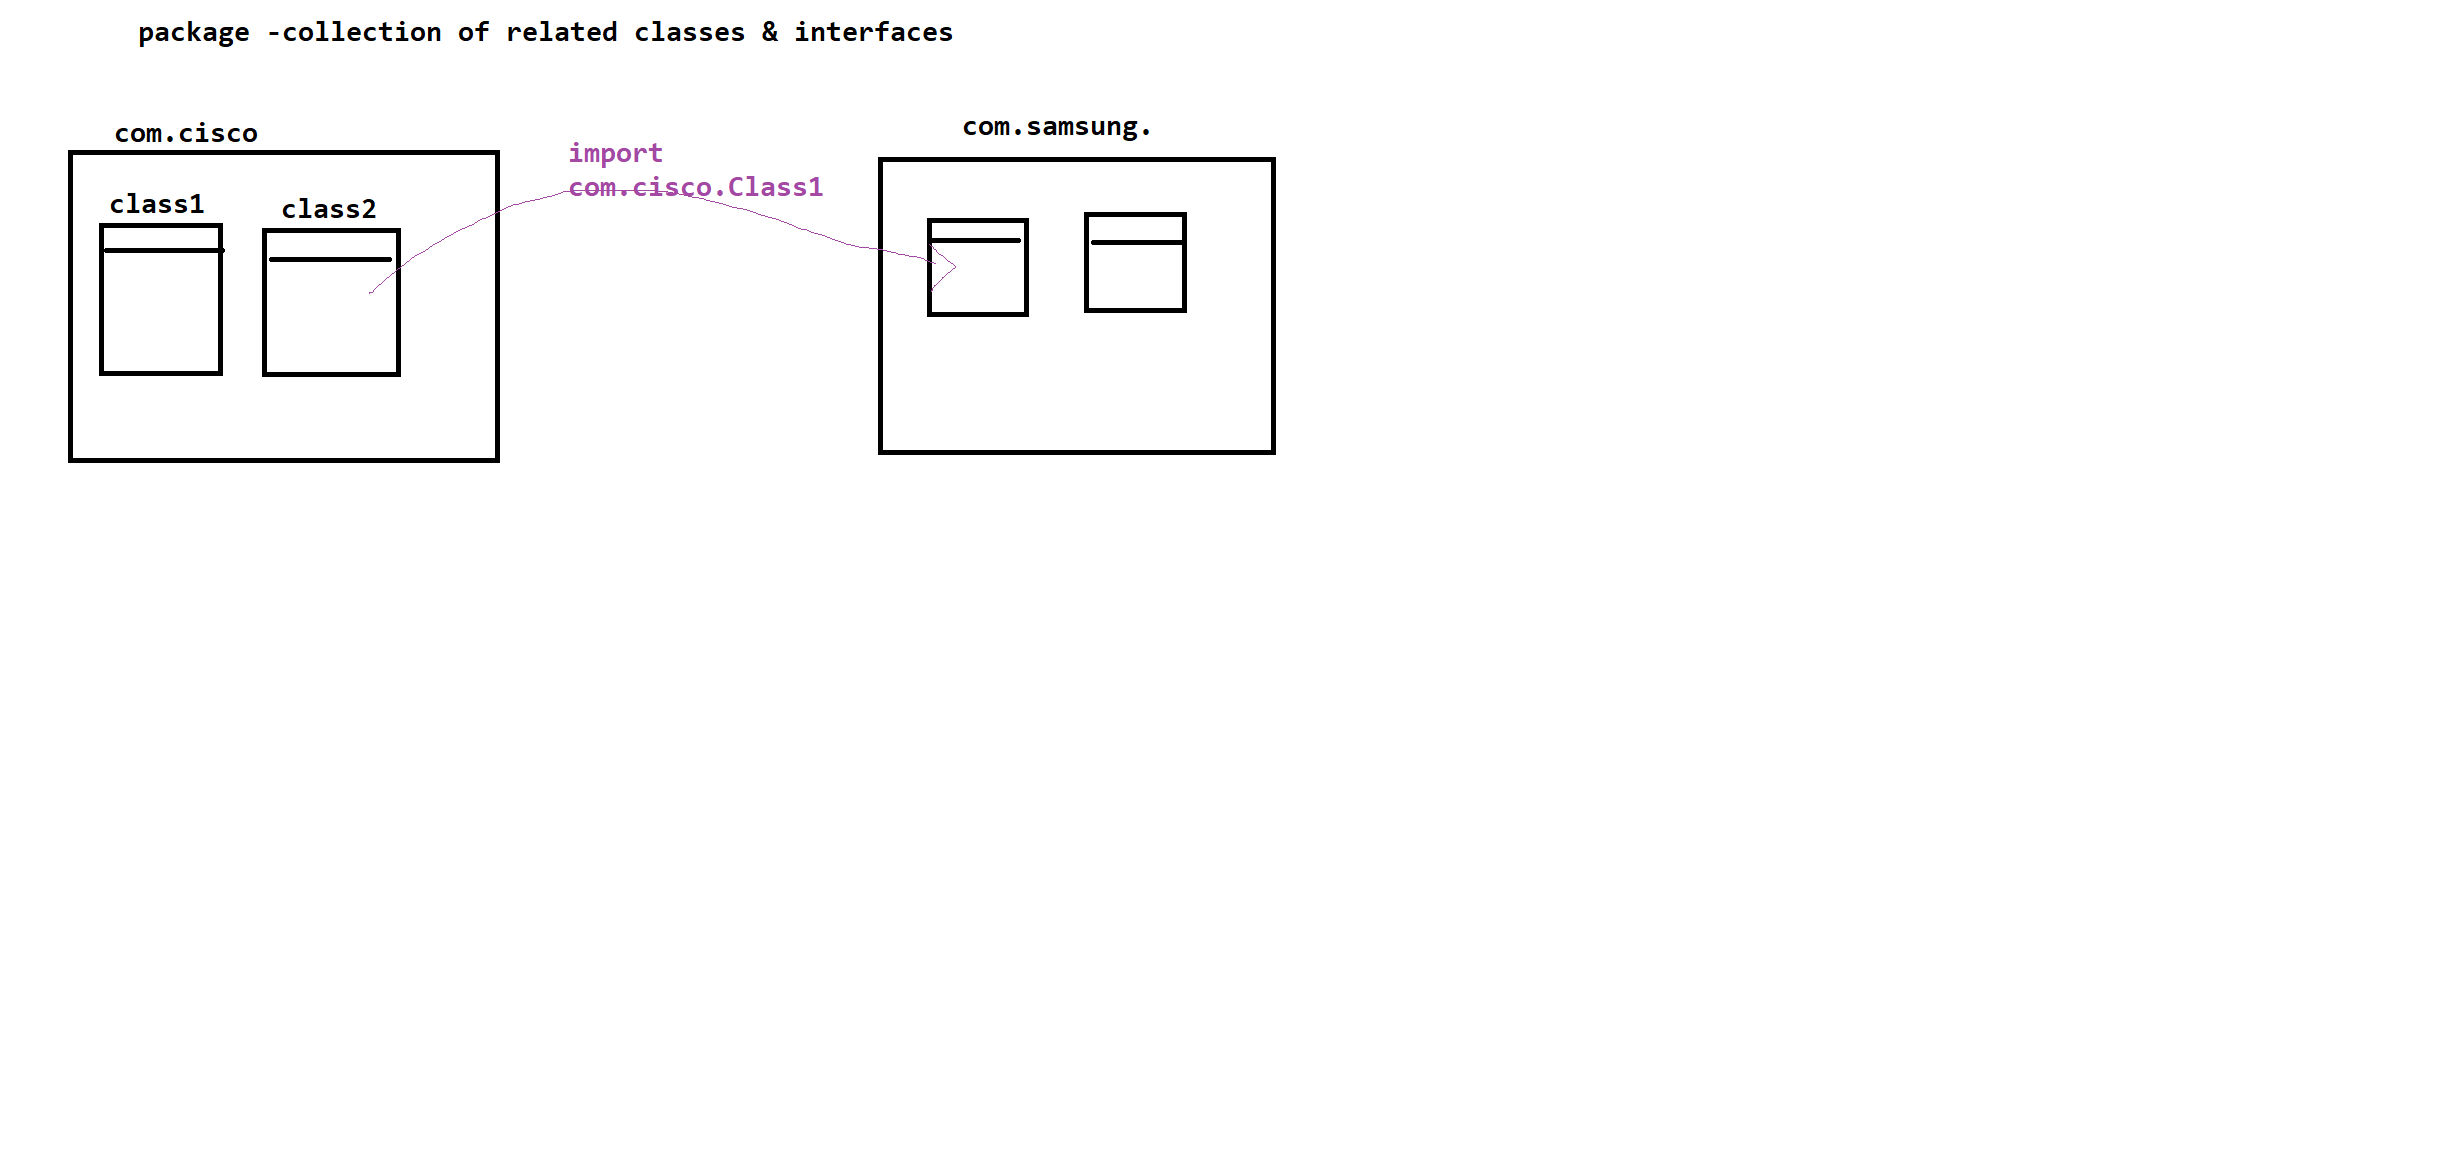 package -collection of related classes & interfaces
com.cisco
com.samsung.
import
com.cisco.Class1
class1
class2